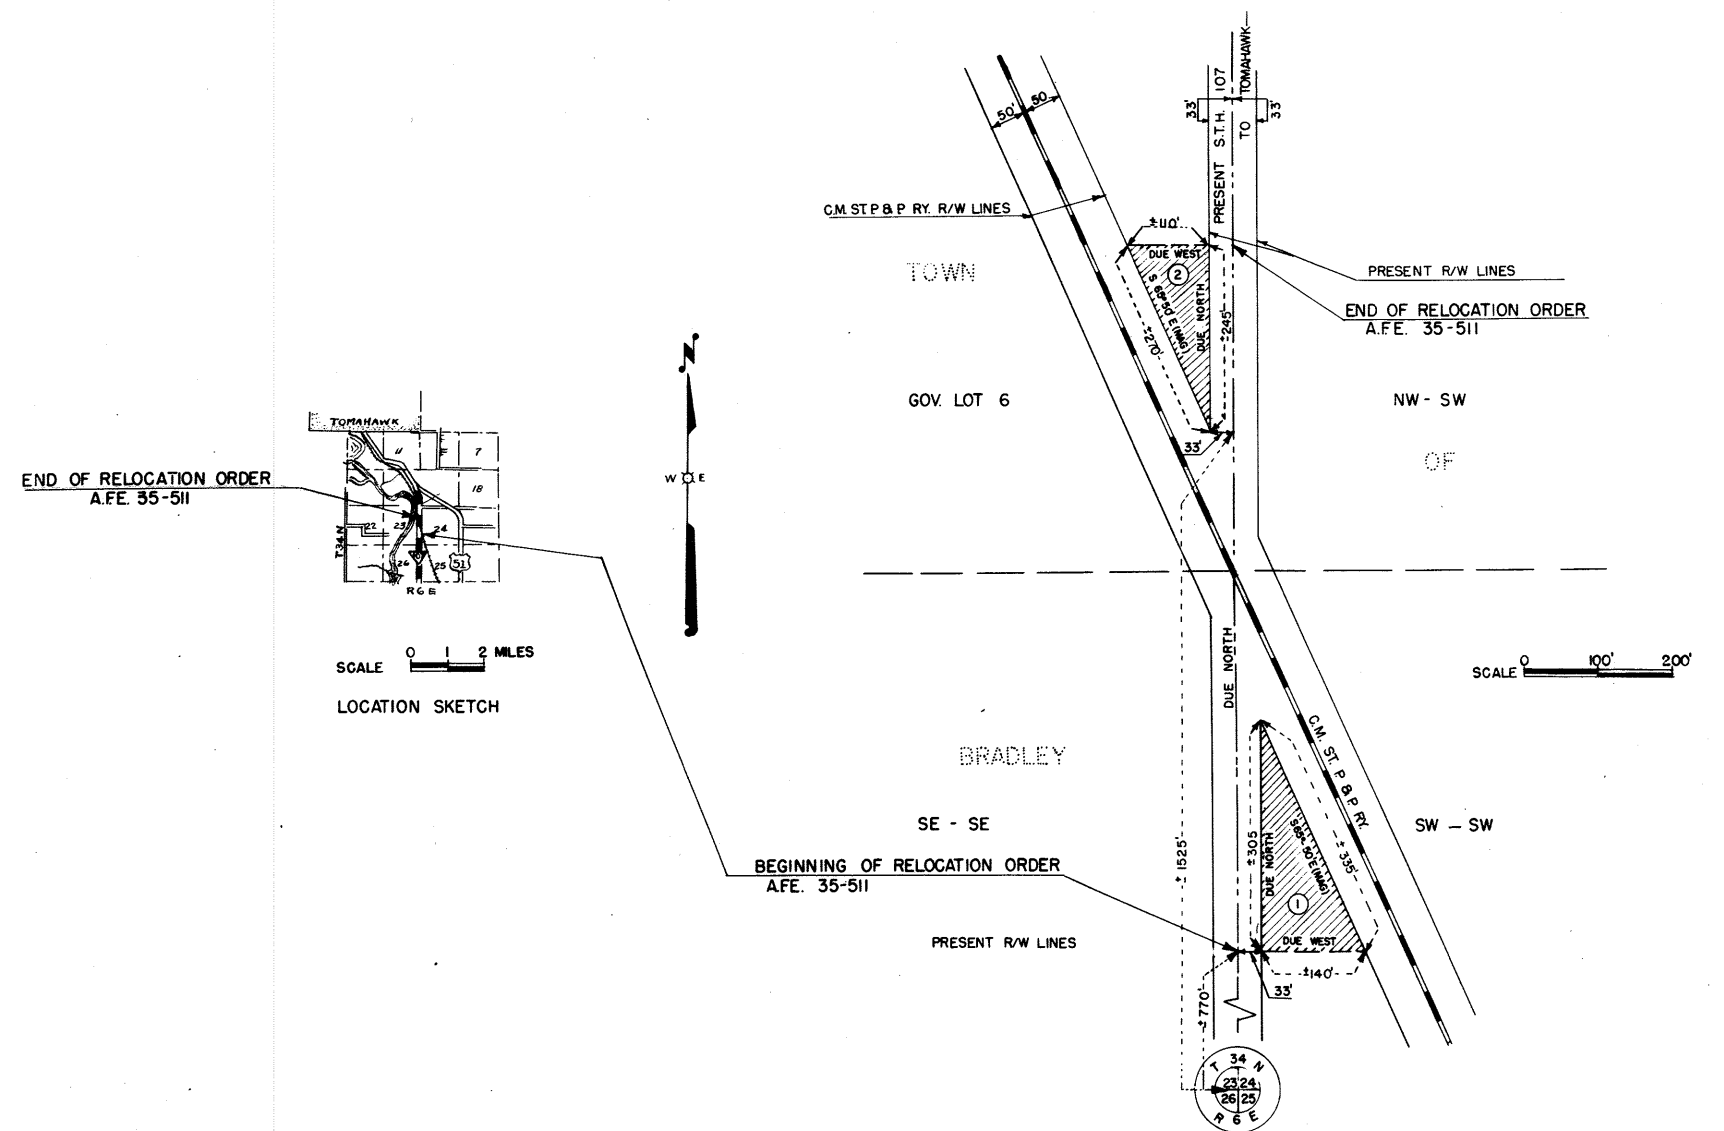 TOMAHAWK
11
7
18
22
23
24
26
25
51
T 34 N
R 6 E
END OF RELOCATION ORDER
A.F.E. 35-511
SCALE 0 1 2 MILES
LOCATION SKETCH
N
W E
50' 50
33' 33'
PRESENT S.T.H. 107
TO TOMAHAWK
C.M. ST. P & P RY. R/W LINES
±110'
DUE WEST
2
S 65° 50' E (MAG)
DUE NORTH
±270'
±245'
33'
PRESENT R/W LINES
END OF RELOCATION ORDER
A.F.E. 35-511
TOWN
GOV. LOT 6
NW - SW
OF
DUE NORTH
SCALE 0 100' 200'
BRADLEY
SE - SE
C.M. ST. P. & P. RY.
SW - SW
±1525'
±305
DUE NORTH
S 65° 50' E (MAG)
±335'
1
DUE WEST
BEGINNING OF RELOCATION ORDER
A.F.E. 35-511
PRESENT R/W LINES
±140'
33'
±770'
T 34 N
23 24
26 25
R 6 E